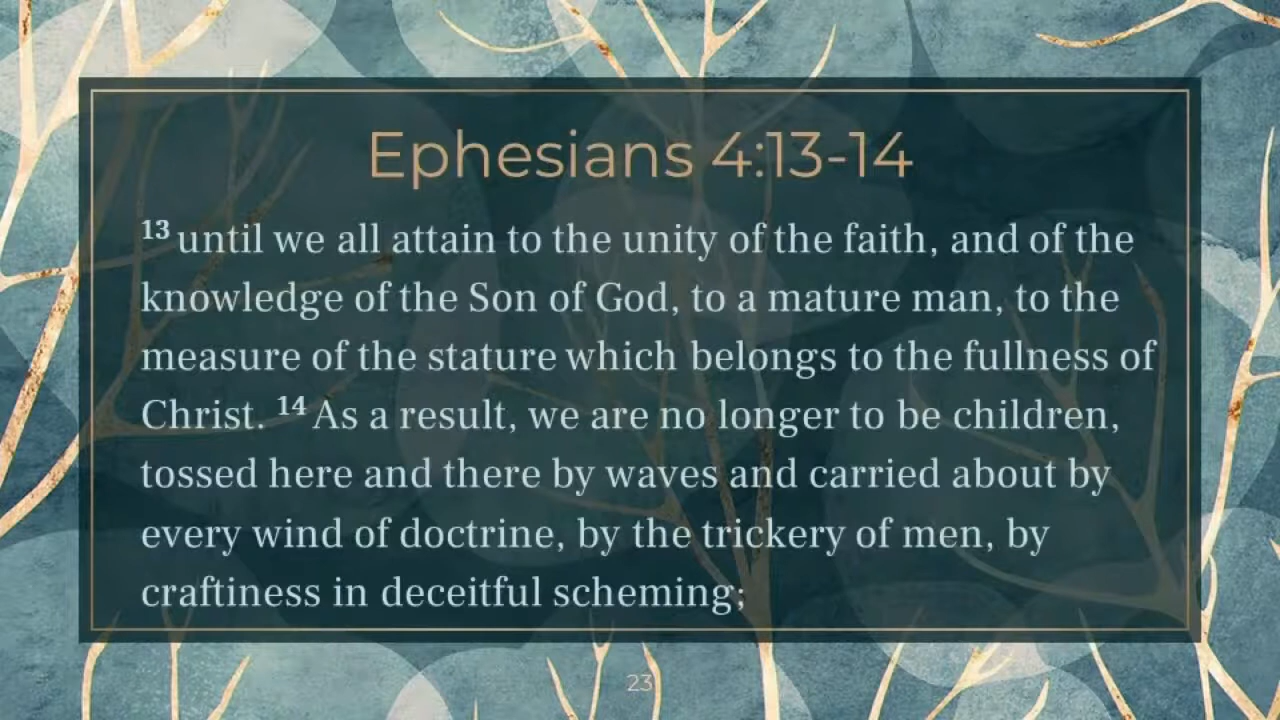 Ephesians 4:13-14
13 until we all attain to the unity of the faith, and of the
knowledge of the Son of God, to a mature man, to the
measure of the stature which belongs to the fullness of
Christ. 14 As a result, we are no longer to be children,
tossed here and there by waves and carried about by
every wind of doctrine, by the trickery of men, by
craftiness in deceitful scheming;
23